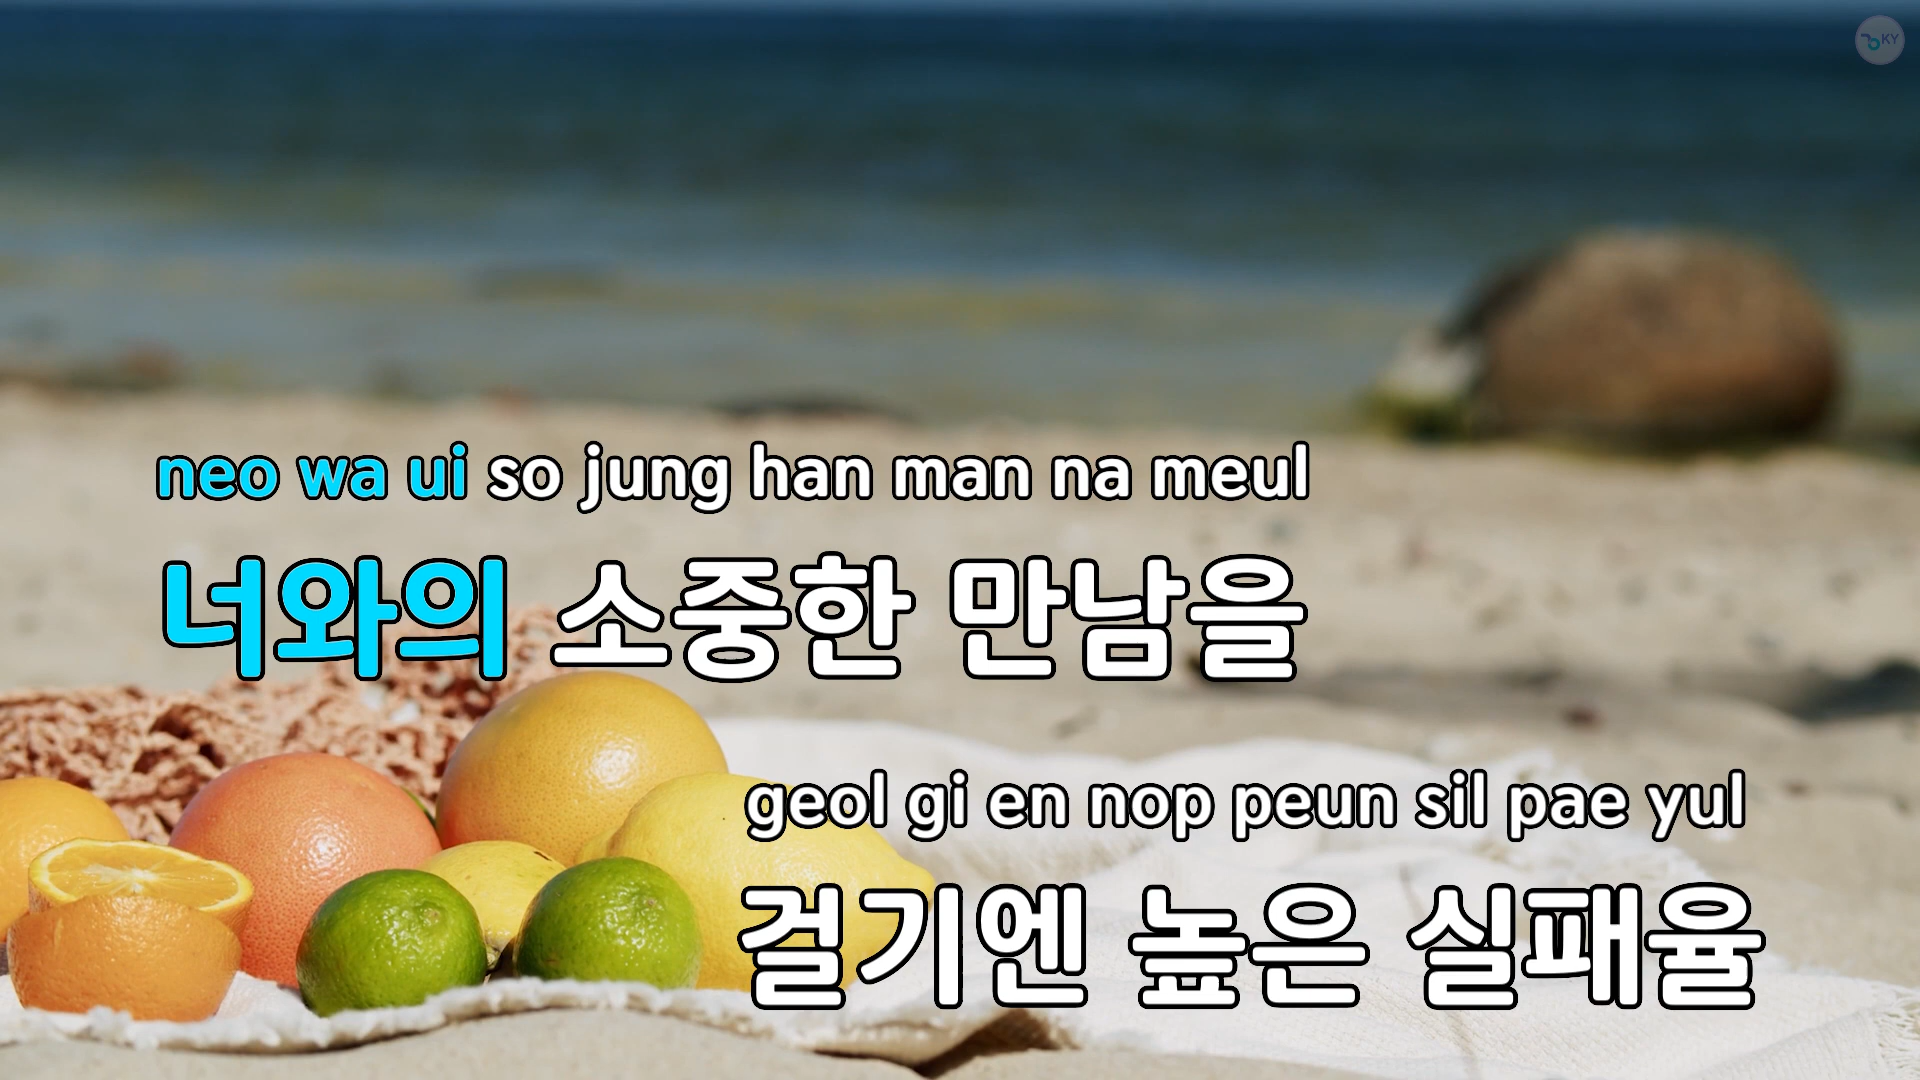 KY
neo wa ui so jung han man na meul
너와의 소중한 만남을
geol gi en nop peun sil pae yul
걸기엔 높은 실패율